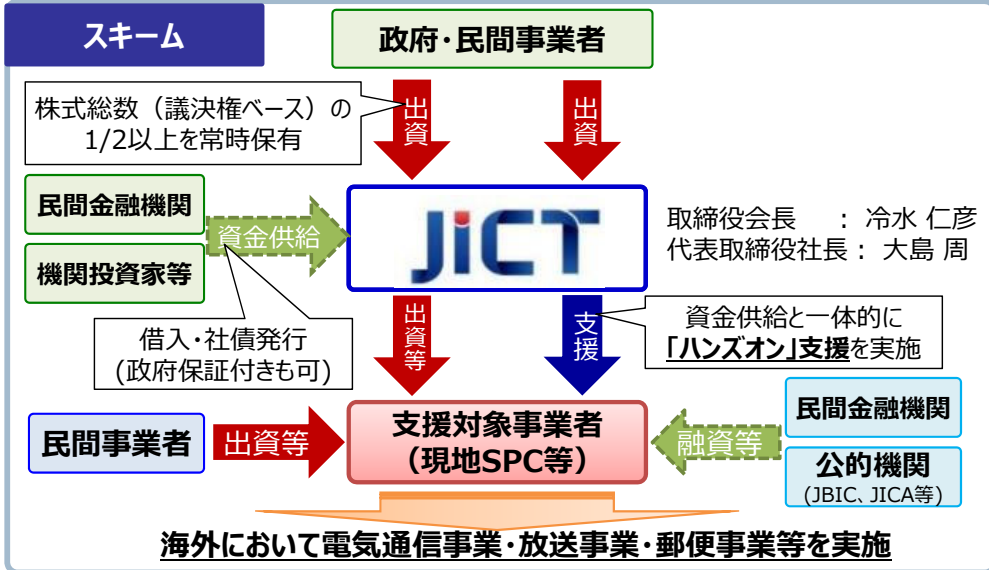 スキーム
政府・民間事業者
株式総数（議決権ベース）の
1/2以上を常時保有
出資
出資
民間金融機関
機関投資家等
資金供給
JICT
取締役会長　：冷水 仁彦
代表取締役社長：大島 周
借入・社債発行
(政府保証付きも可)
出資等
支援
資金供給と一体的に
「ハンズオン」支援を実施
民間事業者
出資等
支援対象事業者
（現地SPC等）
融資等
民間金融機関
公的機関
(JBIC、JICA等)
海外において電気通信事業・放送事業・郵便事業等を実施